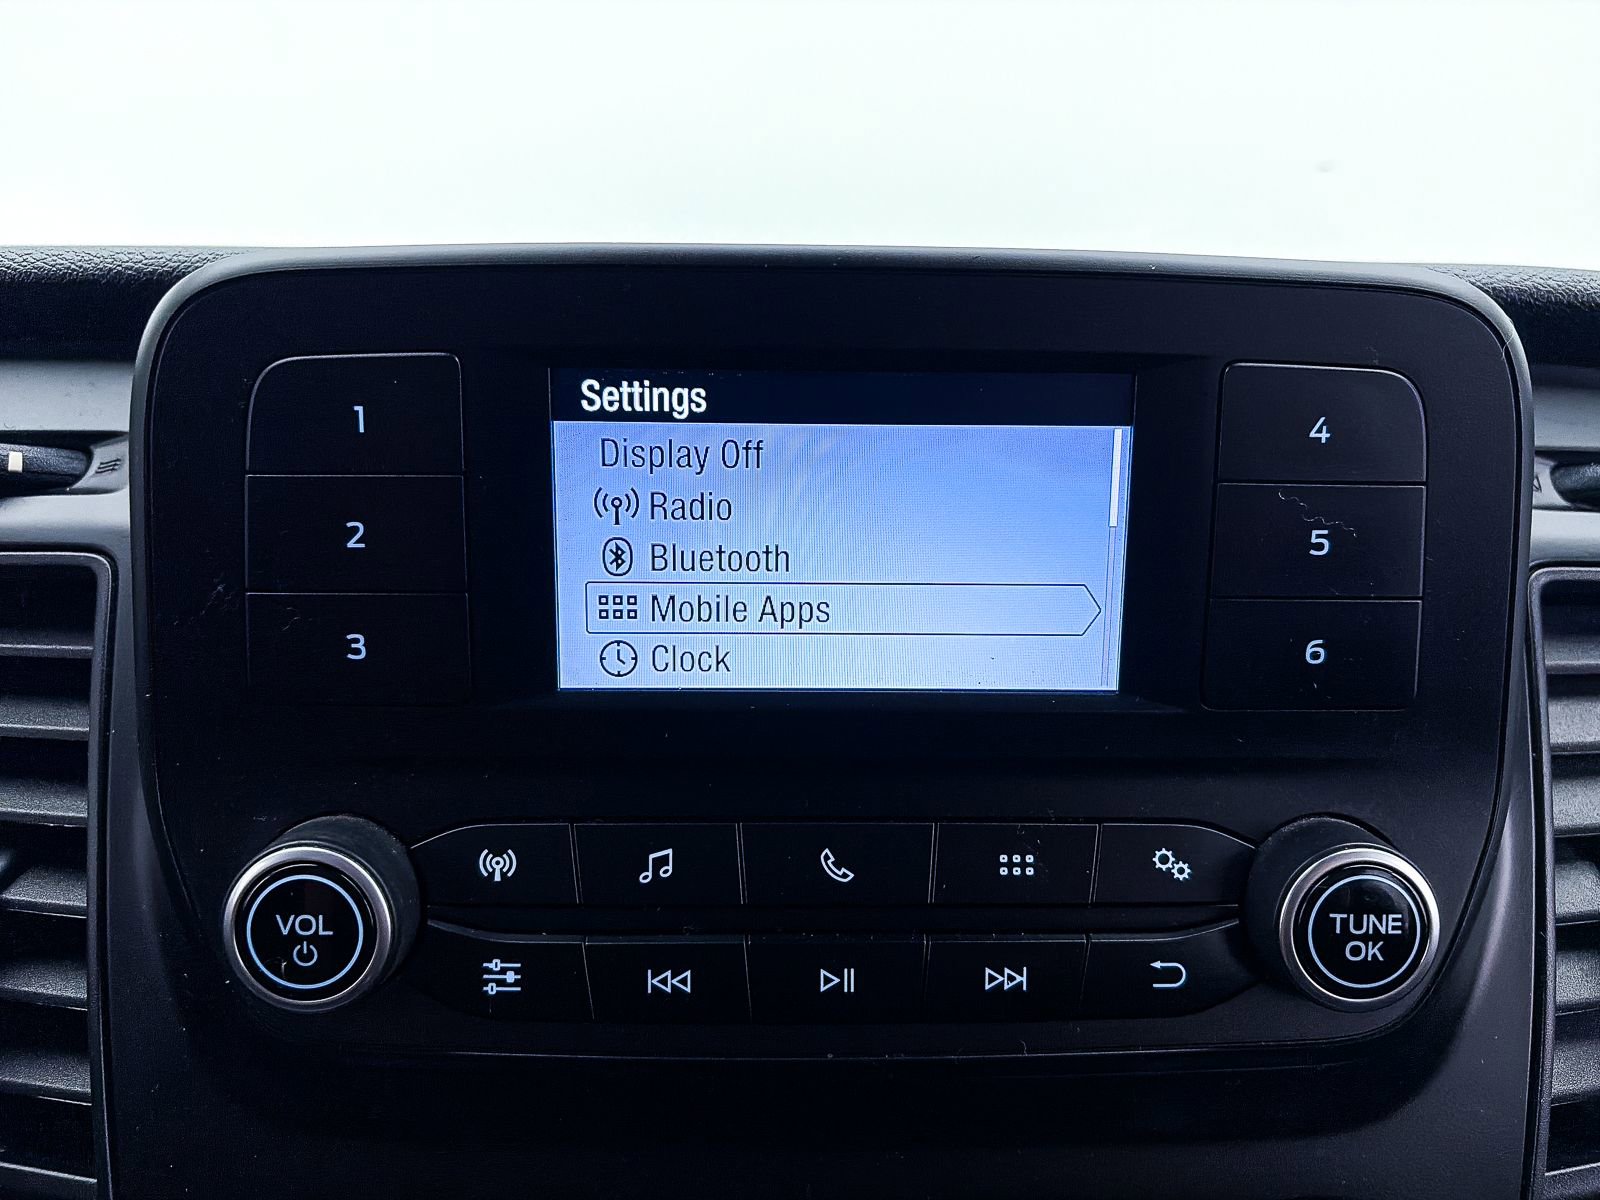 Settings
Display Off
Radio
Bluetooth
Mobile Apps
Clock
1
2
3
4
5
6
VOL
TUNE
OK